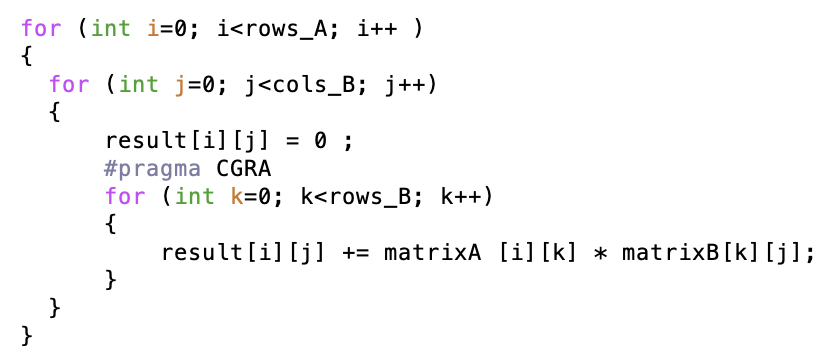 for (int i=0; i<rows_A; i++ )
{
  for (int j=0; j<cols_B; j++)
  {
      result[i][j] = 0 ;
      #pragma CGRA
      for (int k=0; k<rows_B; k++)
      {
          result[i][j] += matrixA [i][k] * matrixB[k][j];
      }
  }
}